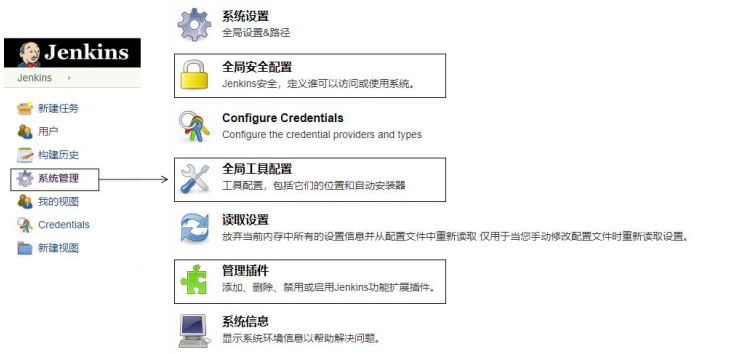 Jenkins
Jenkins
新建任务
用户
构建历史
系统管理
我的视图
Credentials
新建视图
系统设置
全局设置&路径
全局安全配置
Jenkins安全，定义谁可以访问或使用系统。
Configure Credentials
Configure the credential providers and types
全局工具配置
工具配置，包括它们的位置和自动安装器
读取设置
放弃当前内存中所有的设置信息并从配置文件中重新读取 仅用于当您手动修改配置文件时重新读取设置。
管理插件
添加、删除、禁用或启用Jenkins功能扩展插件。
系统信息
显示系统环境信息以帮助解决问题。